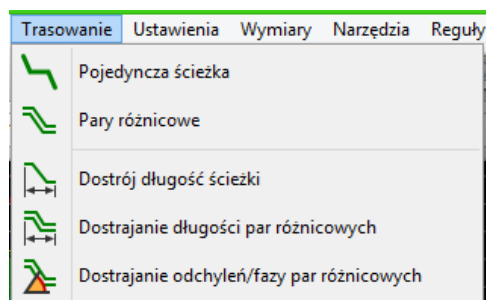 Trasowanie Ustawienia Wymiary Narzędzia Reguły
Pojedyncza ścieżka
Pary różnicowe
Dostrój długość ścieżki
Dostrajanie długości par różnicowych
Dostrajanie odchyleń/fazy par różnicowych